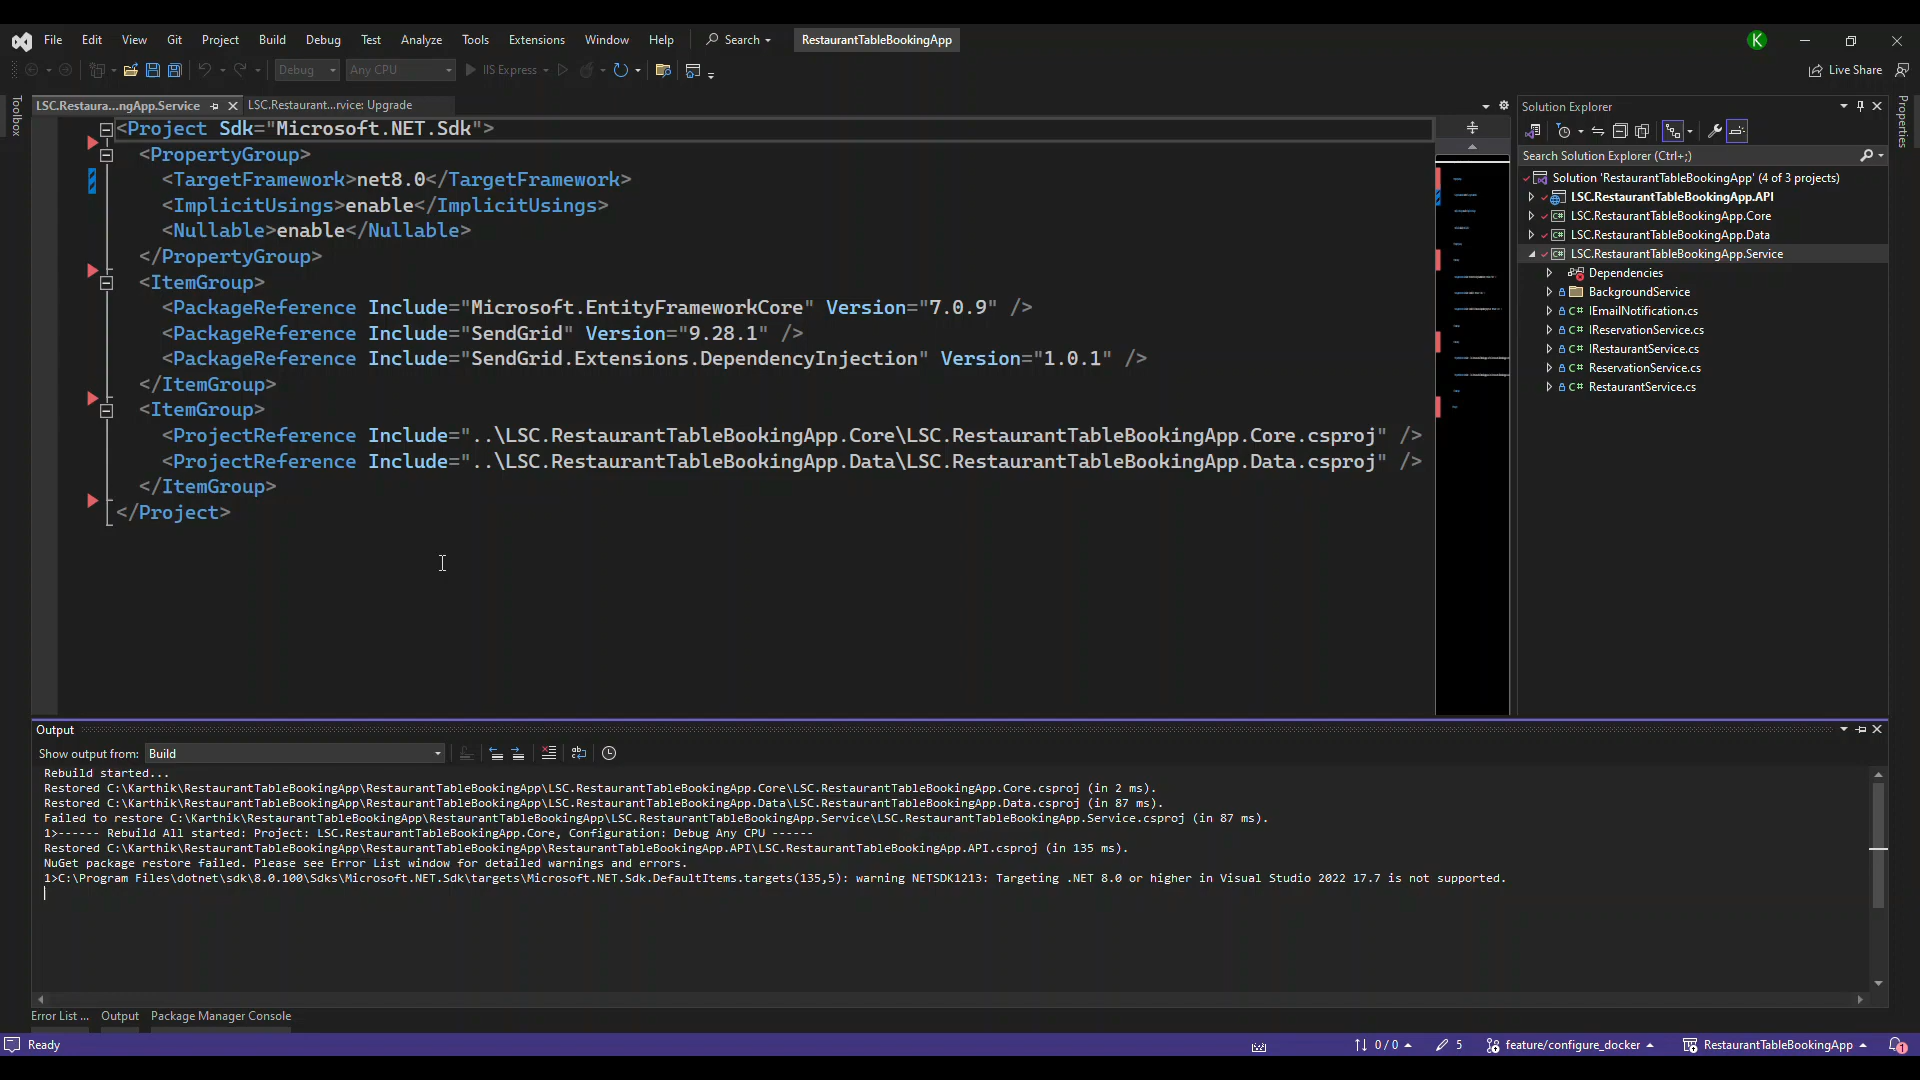 File Edit View Git Project Build Debug Test Analyze Tools Extensions Window Help Search RestaurantTableBookingApp K
Debug Any CPU IIS Express Live Share
Toolbox
LSC.Restaura...ngApp.Service LSC.Restaurant...rvice: Upgrade
<Project Sdk="Microsoft.NET.Sdk">
<PropertyGroup>
<TargetFramework>net8.0</TargetFramework>
<ImplicitUsings>enable</ImplicitUsings>
<Nullable>enable</Nullable>
</PropertyGroup>
<ItemGroup>
<PackageReference Include="Microsoft.EntityFrameworkCore" Version="7.0.9" />
<PackageReference Include="SendGrid" Version="9.28.1" />
<PackageReference Include="SendGrid.Extensions.DependencyInjection" Version="1.0.1" />
</ItemGroup>
<ItemGroup>
<ProjectReference Include="..\LSC.RestaurantTableBookingApp.Core\LSC.RestaurantTableBookingApp.Core.csproj" />
<ProjectReference Include="..\LSC.RestaurantTableBookingApp.Data\LSC.RestaurantTableBookingApp.Data.csproj" />
</ItemGroup>
</Project>
Solution Explorer
Search Solution Explorer (Ctrl+;)
Solution 'RestaurantTableBookingApp' (4 of 3 projects)
LSC.RestaurantTableBookingApp.API
C# LSC.RestaurantTableBookingApp.Core
C# LSC.RestaurantTableBookingApp.Data
C# LSC.RestaurantTableBookingApp.Service
Dependencies
BackgroundService
C# IEmailNotification.cs
C# IReservationService.cs
C# IRestaurantService.cs
C# ReservationService.cs
C# RestaurantService.cs
Properties
Output
Show output from: Build
Rebuild started...
Restored C:\Karthik\RestaurantTableBookingApp\RestaurantTableBookingApp\LSC.RestaurantTableBookingApp.Core\LSC.RestaurantTableBookingApp.Core.csproj (in 2 ms).
Restored C:\Karthik\RestaurantTableBookingApp\RestaurantTableBookingApp\LSC.RestaurantTableBookingApp.Data\LSC.RestaurantTableBookingApp.Data.csproj (in 87 ms).
Failed to restore C:\Karthik\RestaurantTableBookingApp\RestaurantTableBookingApp\LSC.RestaurantTableBookingApp.Service\LSC.RestaurantTableBookingApp.Service.csproj (in 87 ms).
1>------ Rebuild All started: Project: LSC.RestaurantTableBookingApp.Core, Configuration: Debug Any CPU ------
Restored C:\Karthik\RestaurantTableBookingApp\RestaurantTableBookingApp\LSC.RestaurantTableBookingApp.API\LSC.RestaurantTableBookingApp.API.csproj (in 135 ms).
NuGet package restore failed. Please see Error List window for detailed warnings and errors.
1>C:\Program Files\dotnet\sdk\8.0.100\Sdks\Microsoft.NET.Sdk\targets\Microsoft.NET.Sdk.DefaultItems.targets(135,5): warning NETSDK1213: Targeting .NET 8.0 or higher in Visual Studio 2022 17.7 is not supported.
Error List ... Output Package Manager Console
Ready 0 / 0 5 feature/configure_docker RestaurantTableBookingApp 1